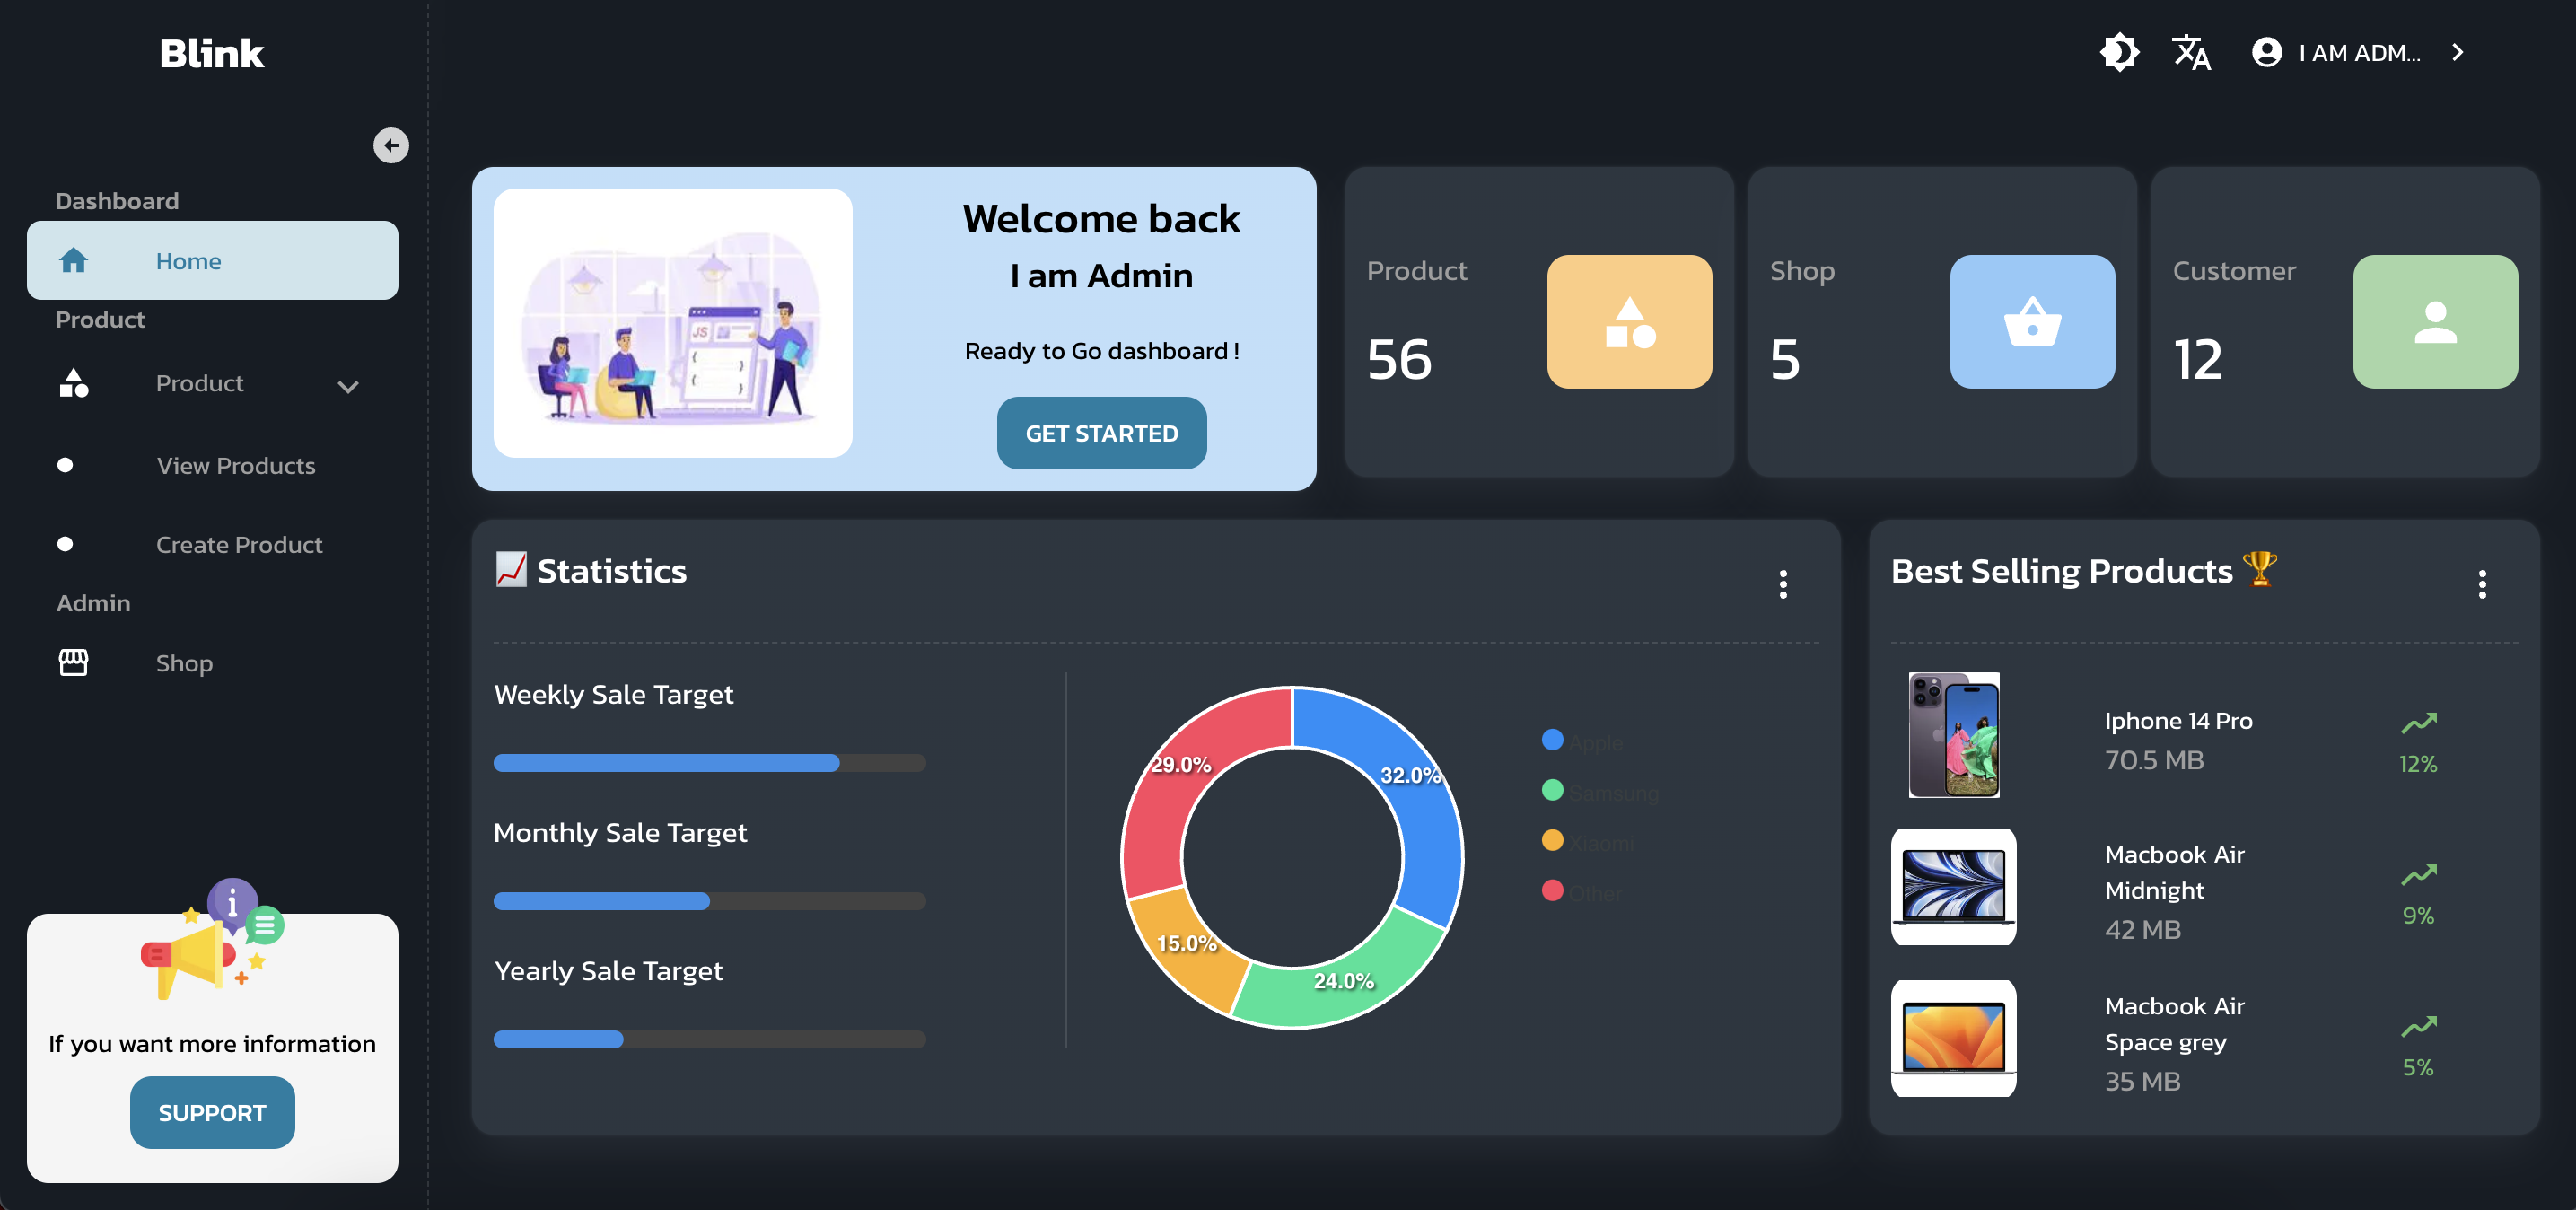 Blink
I AM ADM...
Dashboard
Home
Product
Product
View Products
Create Product
Admin
Shop
If you want more information
SUPPORT
JS
Welcome back
I am Admin
Ready to Go dashboard !
GET STARTED
Product
56
Shop
5
Customer
12
Statistics
Weekly Sale Target
Monthly Sale Target
Yearly Sale Target
29.0%
32.0%
15.0%
24.0%
Apple
Samsung
Xiaomi
Other
Best Selling Products
Iphone 14 Pro
70.5 MB
12%
Macbook Air
Midnight
42 MB
9%
Macbook Air
Space grey
35 MB
5%